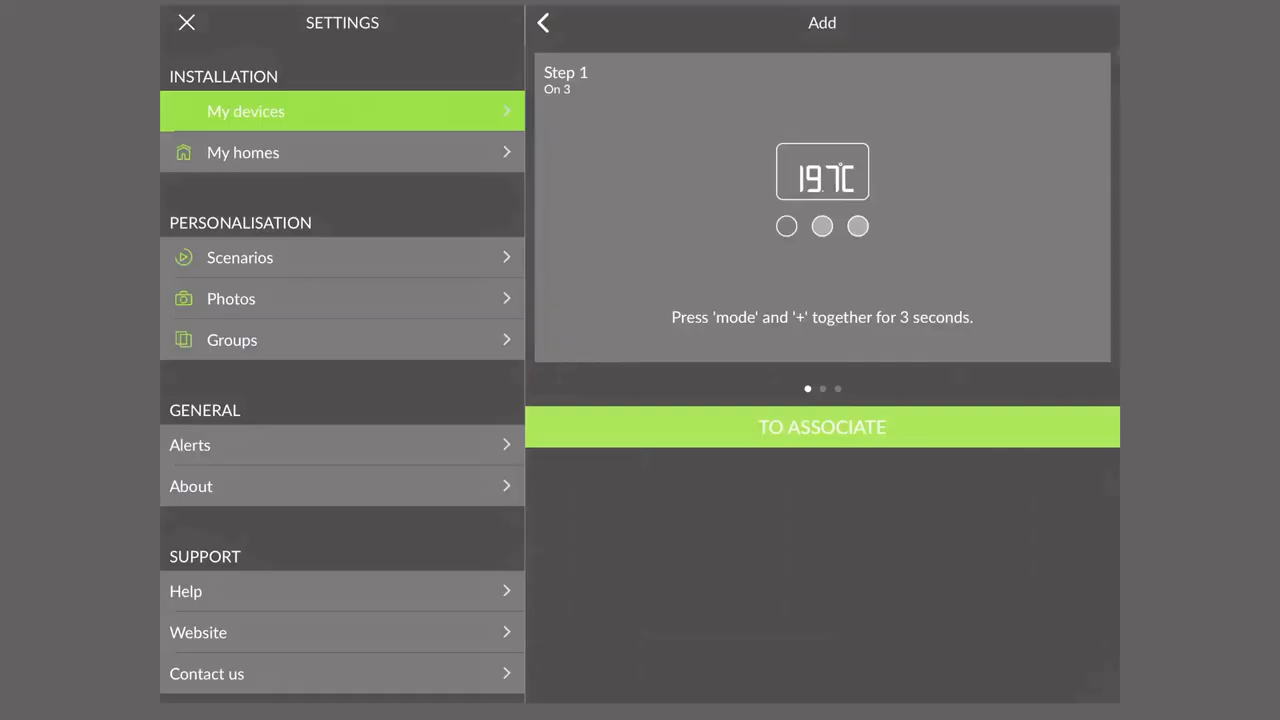 SETTINGS
INSTALLATION
My devices
My homes
PERSONALISATION
Scenarios
Photos
Groups
GENERAL
Alerts
About
SUPPORT
Help
Website
Contact us
Add
Step 1
On 3
19.7°C
Press 'mode' and '+' together for 3 seconds.
TO ASSOCIATE